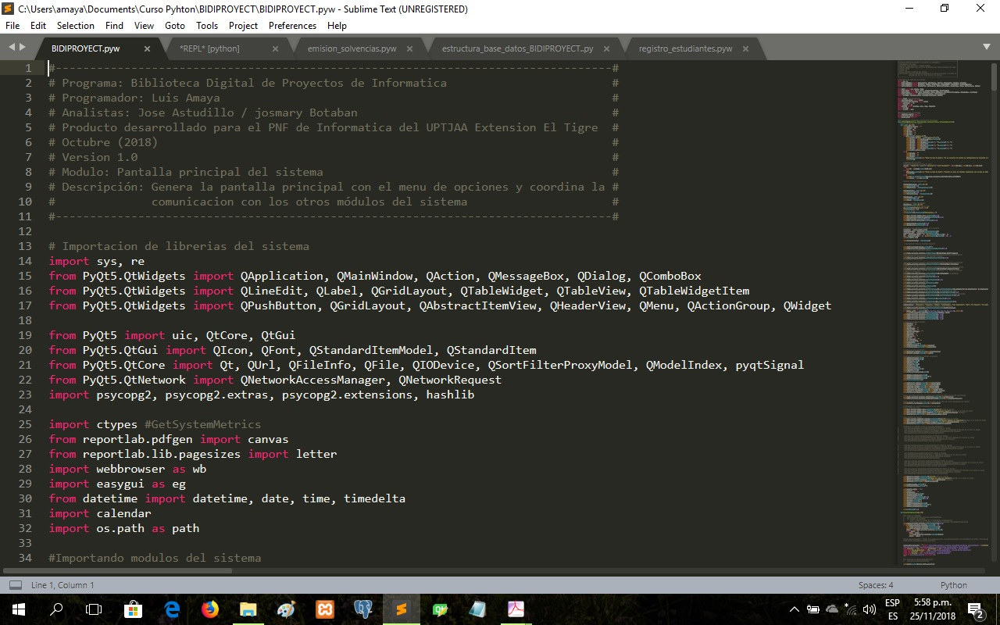 C:\Users\amaya\Documents\Curso Pyhton\BIDIPROYECT\BIDIPROYECT.pyw - Sublime Text (UNREGISTERED)
File Edit Selection Find View Goto Tools Project Preferences Help
BIDIPROYECT.pyw *REPL* [python] emision_solvencias.pyw estructura_base_datos_BIDIPROYECT..py registro_estudiantes.pyw
1 #---------------------------------------------------------------------------------#
2 # Programa: Biblioteca Digital de Proyectos de Informatica #
3 # Programador: Luis Amaya #
4 # Analistas: Jose Astudillo / josmary Botaban #
5 # Producto desarrollado para el PNF de Informatica del UPTJAA Extension El Tigre #
6 # Octubre (2018) #
7 # Version 1.0 #
8 # Modulo: Pantalla principal del sistema #
9 # Descripción: Genera la pantalla principal con el menu de opciones y coordina la #
10 # comunicacion con los otros módulos del sistema #
11 #---------------------------------------------------------------------------------#
12
13 # Importacion de librerias del sistema
14 import sys, re
15 from PyQt5.QtWidgets import QApplication, QMainWindow, QAction, QMessageBox, QDialog, QComboBox
16 from PyQt5.QtWidgets import QLineEdit, QLabel, QGridLayout, QTableWidget, QTableView, QTableWidgetItem
17 from PyQt5.QtWidgets import QPushButton, QGridLayout, QAbstractItemView, QHeaderView, QMenu, QActionGroup, QWidget
18
19 from PyQt5 import uic, QtCore, QtGui
20 from PyQt5.QtGui import QIcon, QFont, QStandardItemModel, QStandardItem
21 from PyQt5.QtCore import Qt, QUrl, QFileInfo, QFile, QIODevice, QSortFilterProxyModel, QModelIndex, pyqtSignal
22 from PyQt5.QtNetwork import QNetworkAccessManager, QNetworkRequest
23 import psycopg2, psycopg2.extras, psycopg2.extensions, hashlib
24
25 import ctypes #GetSystemMetrics
26 from reportlab.pdfgen import canvas
27 from reportlab.lib.pagesizes import letter
28 import webbrowser as wb
29 import easygui as eg
30 from datetime import datetime, date, time, timedelta
31 import calendar
32 import os.path as path
33
34 #Importando modulos del sistema
Line 1, Column 1 Spaces: 4 Python
ESP 5:58 p.m.
ES 25/11/2018 2